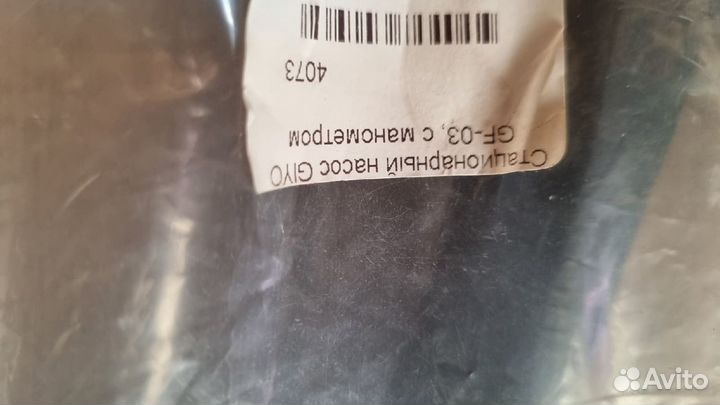 Стационарный насос GIYO
GF-03, с манометром
4073
Avito